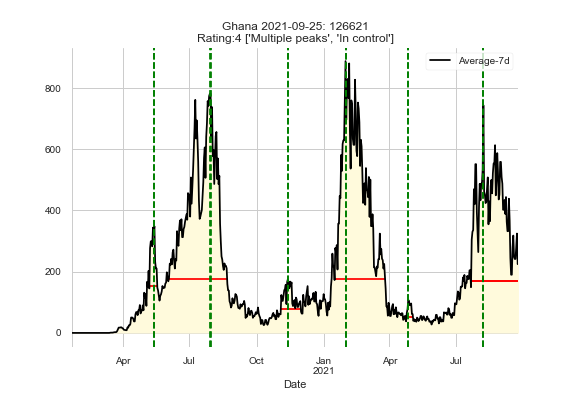 Ghana 2021-09-25: 126621
Rating:4 ['Multiple peaks', 'In control']
Average-7d
800
600
400
200
0
Apr
Jul
Oct
Jan
2021
Apr
Jul
Date